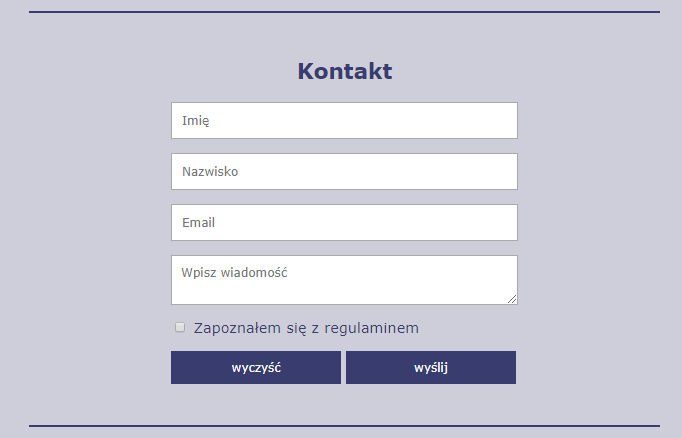 Kontakt
Imię
Nazwisko
Email
Wpisz wiadomość
Zapoznałem się z regulaminem
wyczyść wyślij